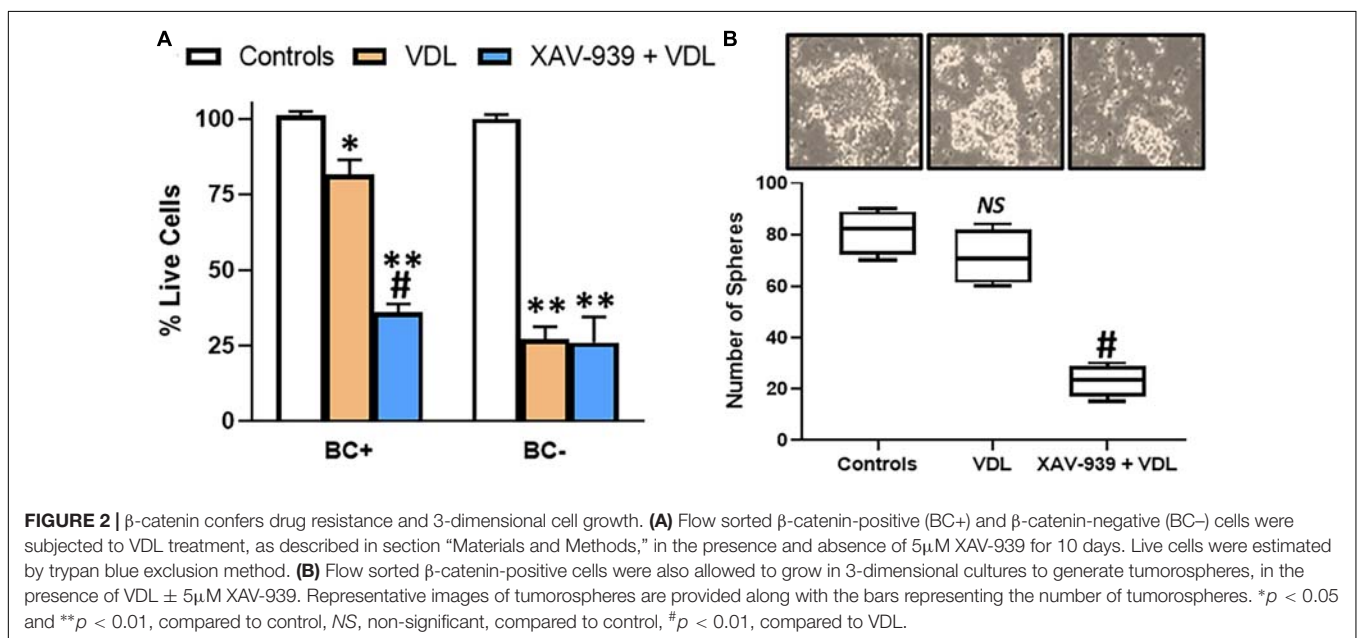 A
Controls VDL XAV-939 + VDL
% Live Cells
100
75
50
25
0
*
**
#
** **
BC+ BC-
B
Number of Spheres
100
80
60
40
20
0
NS
#
Controls VDL XAV-939 + VDL
FIGURE 2 | β-catenin confers drug resistance and 3-dimensional cell growth. (A) Flow sorted β-catenin-positive (BC+) and β-catenin-negative (BC–) cells were
subjected to VDL treatment, as described in section “Materials and Methods,” in the presence and absence of 5μM XAV-939 for 10 days. Live cells were estimated
by trypan blue exclusion method. (B) Flow sorted β-catenin-positive cells were also allowed to grow in 3-dimensional cultures to generate tumorospheres, in the
presence of VDL ± 5μM XAV-939. Representative images of tumorospheres are provided along with the bars representing the number of tumorospheres. *p < 0.05
and **p < 0.01, compared to control, NS, non-significant, compared to control, #p < 0.01, compared to VDL.